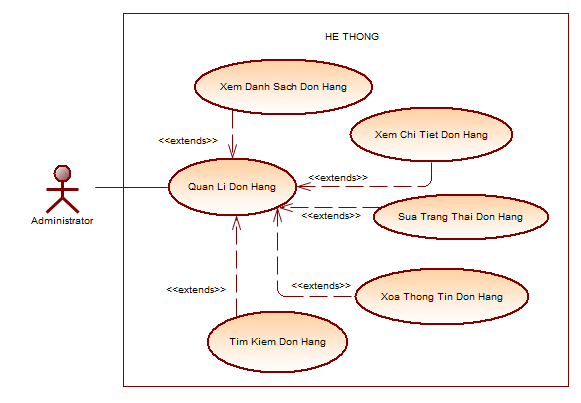 HE THONG
Xem Danh Sach Don Hang
Xem Chi Tiet Don Hang
<<extends>>
<<extends>>
Quan Li Don Hang
Administrator
<<extends>>
Sua Trang Thai Don Hang
<<extends>>
<<extends>>
Xoa Thong Tin Don Hang
Tim Kiem Don Hang